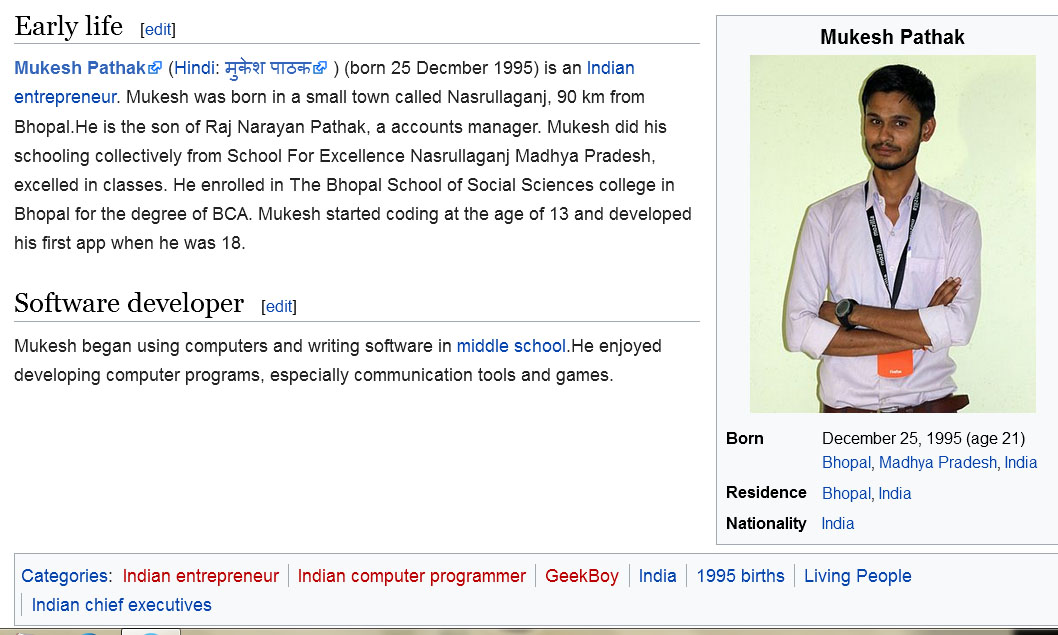 Early life [edit]
Mukesh Pathak (Hindi: मुकेश पाठक ) (born 25 Decmber 1995) is an Indian
entrepreneur. Mukesh was born in a small town called Nasrullaganj, 90 km from
Bhopal.He is the son of Raj Narayan Pathak, a accounts manager. Mukesh did his
schooling collectively from School For Excellence Nasrullaganj Madhya Pradesh,
excelled in classes. He enrolled in The Bhopal School of Social Sciences college in
Bhopal for the degree of BCA. Mukesh started coding at the age of 13 and developed
his first app when he was 18.
Software developer [edit]
Mukesh began using computers and writing software in middle school.He enjoyed
developing computer programs, especially communication tools and games.
Mukesh Pathak
mozilla
mozilla
mozilla
Born December 25, 1995 (age 21)
Bhopal, Madhya Pradesh, India
Residence Bhopal, India
Nationality India
Categories: Indian entrepreneur Indian computer programmer GeekBoy India 1995 births Living People
Indian chief executives